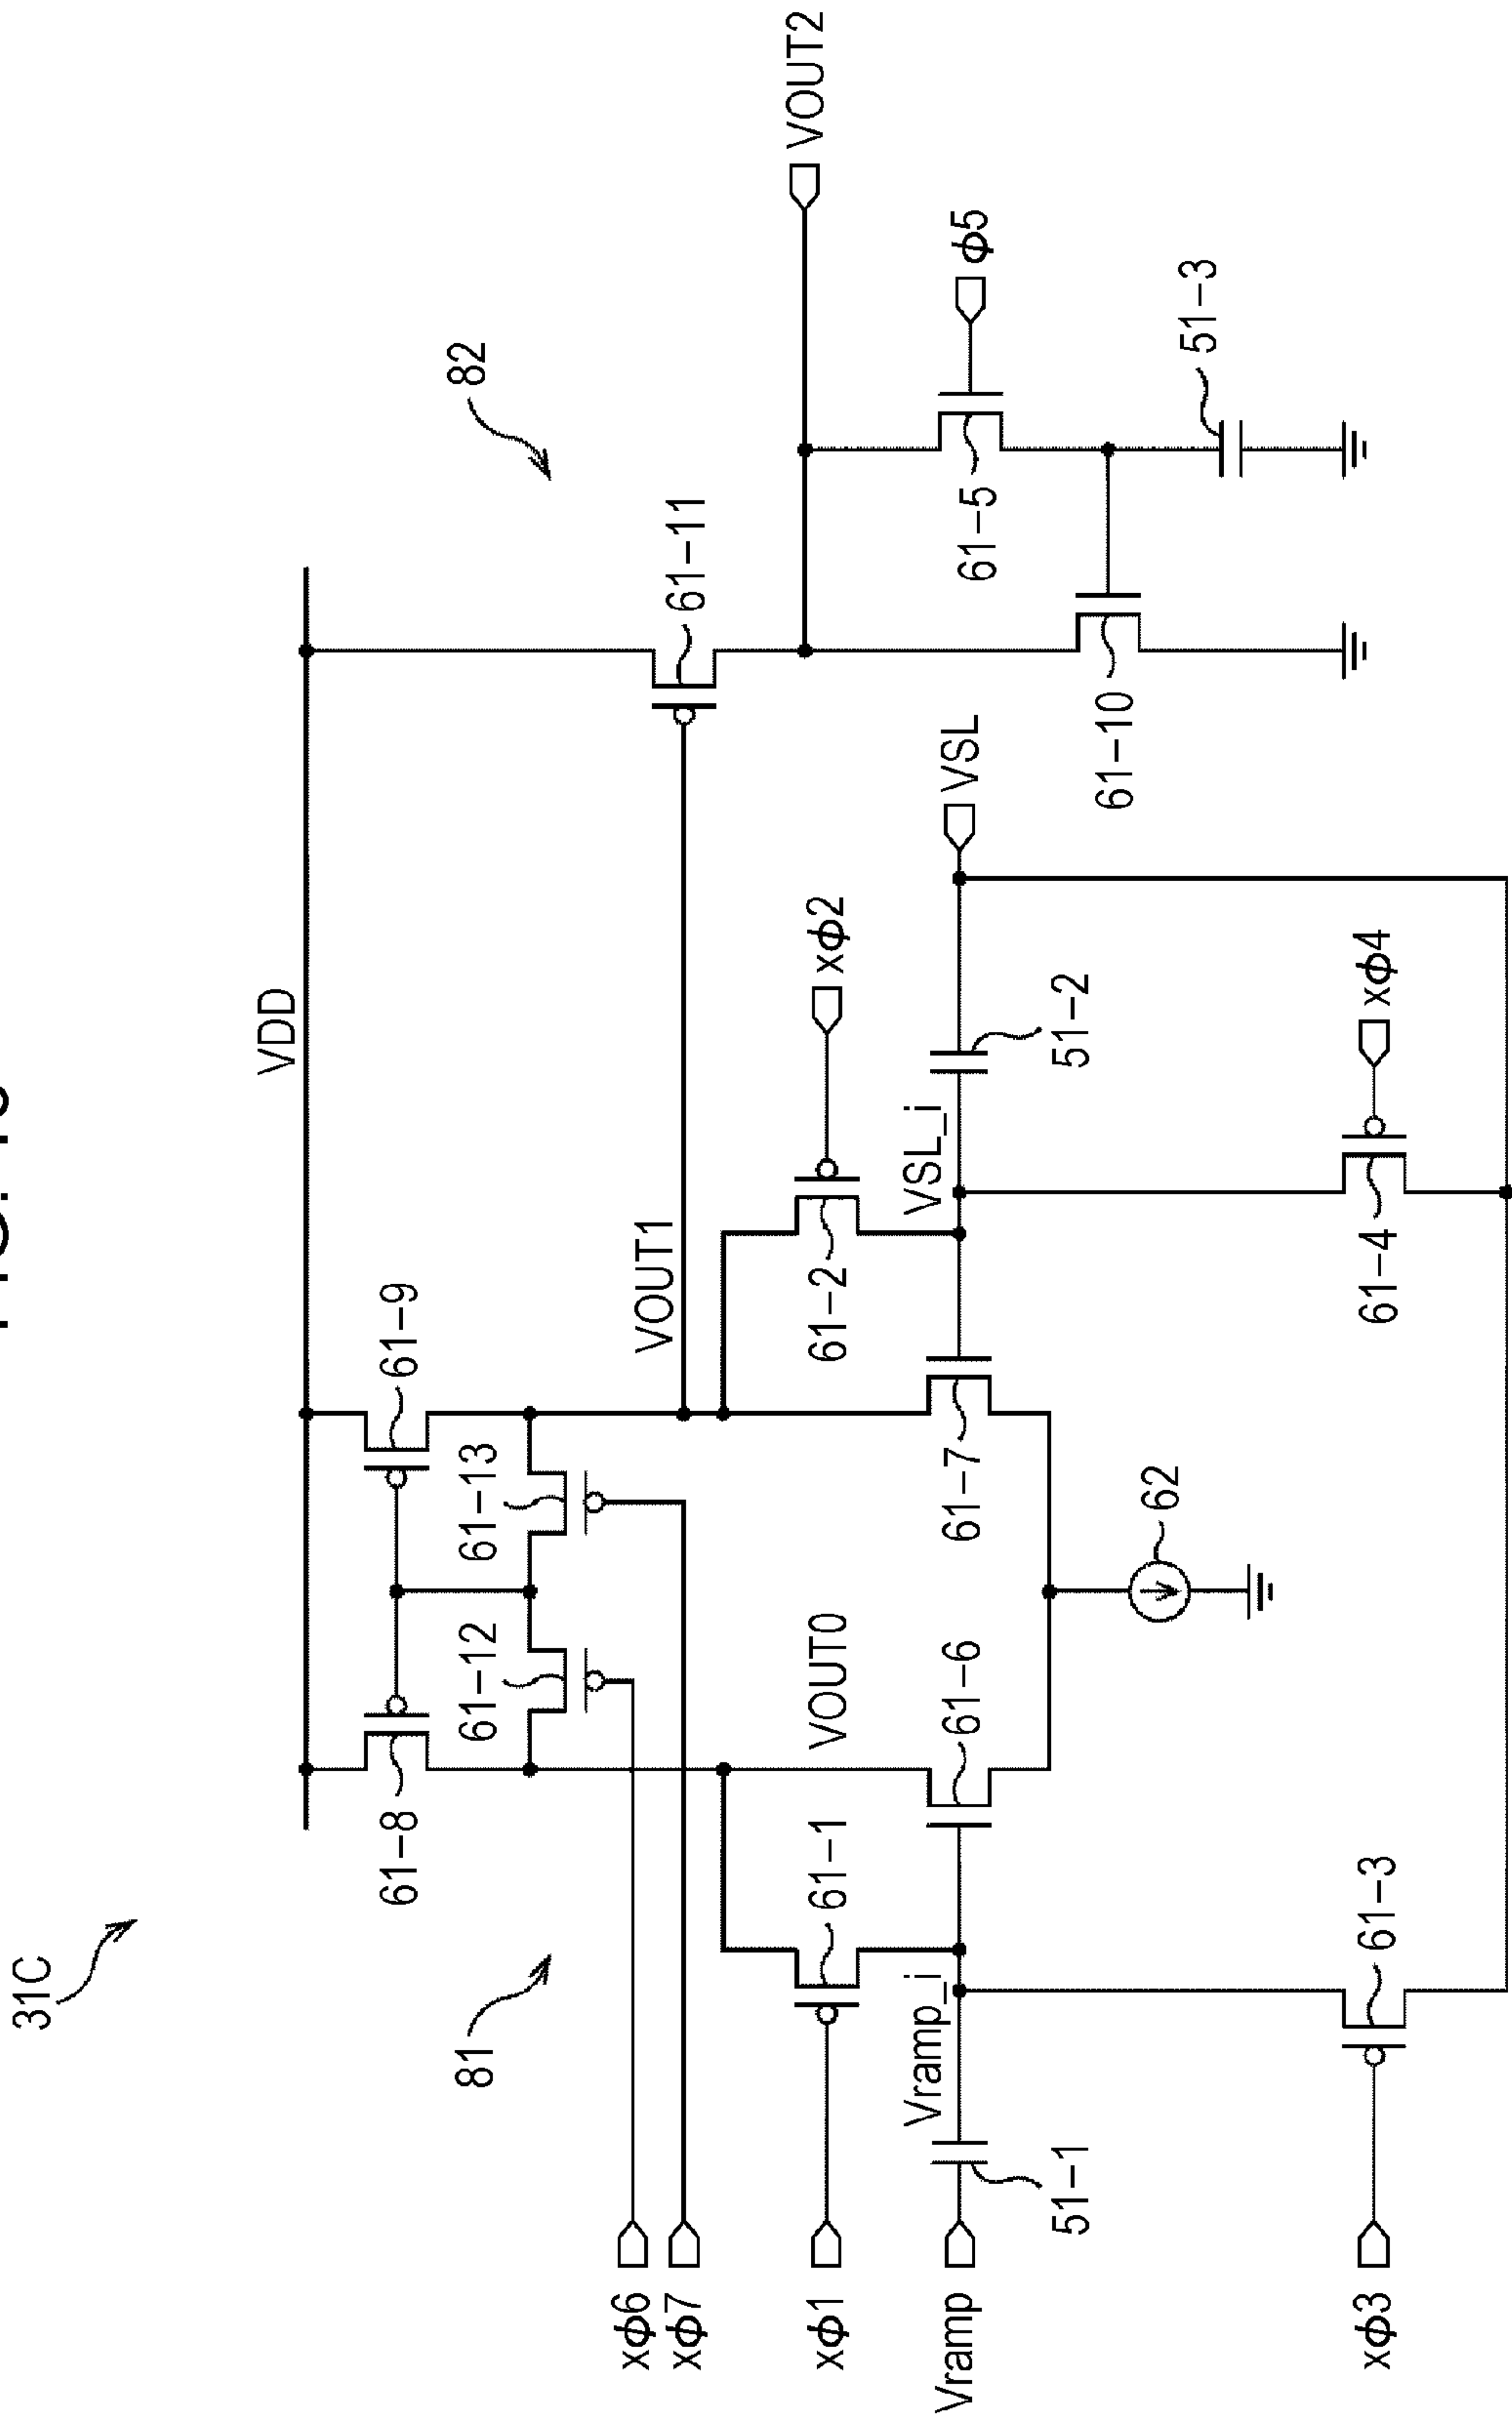 31C
VDD
81
82
61-8
61-9
61-12
61-13
61-11
xϕ6
xϕ7
VOUT1
VOUT0
VOUT2
xϕ1
61-1
61-2
xϕ2
Vramp
Vramp_i
61-6
61-7
VSL_i
VSL
61-5
ϕ5
51-1
62
51-2
61-10
51-3
xϕ3
61-3
61-4
xϕ4